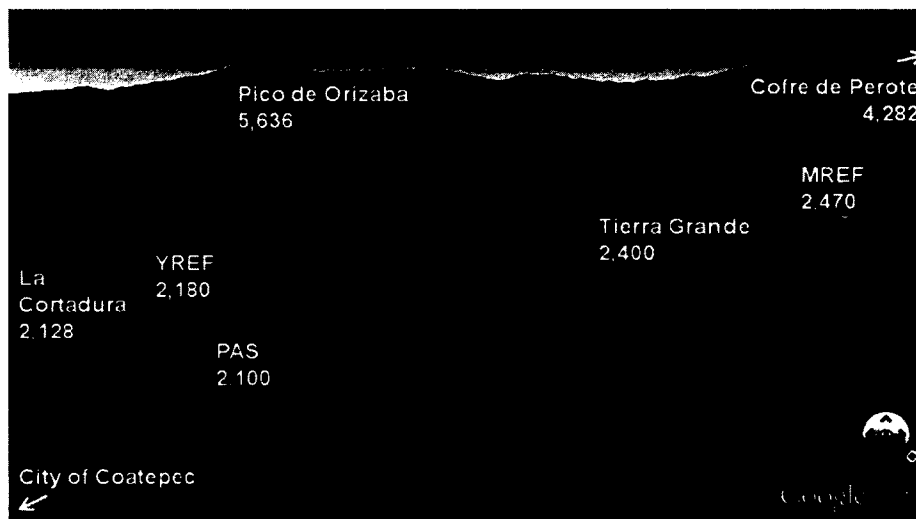 Pico de Orizaba
5,636
Cofre de Perote
4,282
MREF
2,470
Tierra Grande
2,400
YREF
2,180
La
Cortadura
2,128
PAS
2,100
City of Coatepec
Google